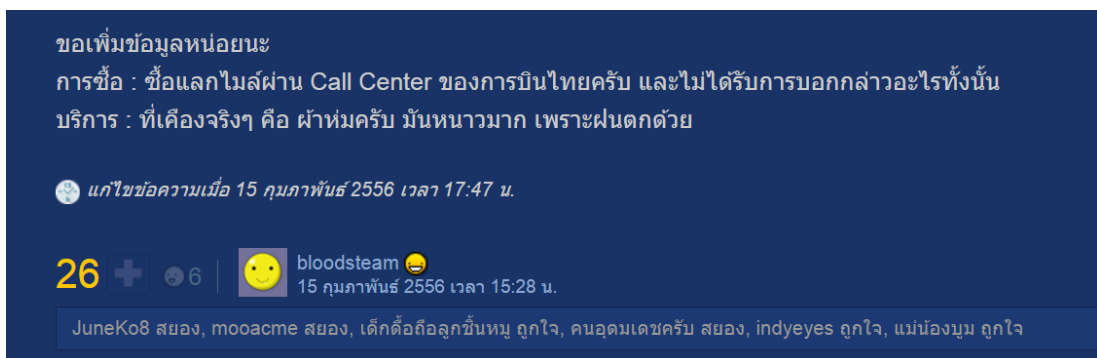 ขอเพิ่มข้อมูลหน่อยนะ
การซื้อ : ซื้อแลกไมล์ผ่าน Call Center ของการบินไทยครับ และไม่ได้รับการบอกกล่าวอะไรทั้งนั้น
บริการ : ที่เคืองจริงๆ คือ ผ้าห่มครับ มันหนาวมาก เพราะฝนตกด้วย
แก้ไขข้อความเมื่อ 15 กุมภาพันธ์ 2556 เวลา 17:47 น.
26 6 bloodsteam
15 กุมภาพันธ์ 2556 เวลา 15:28 น.
JuneKo8 สยอง, mooacme สยอง, เด็กดื้อถือลูกชิ้นหมู ถูกใจ, คนอุดมเดชครับ สยอง, indyeyes ถูกใจ, แม่น้องบูม ถูกใจ